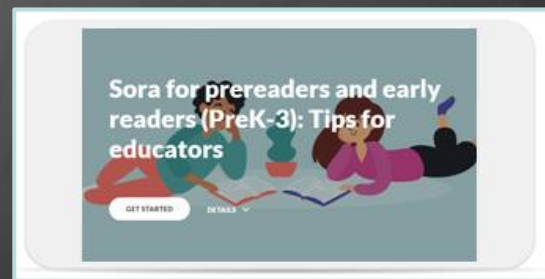 Sora for prereaders and early
readers (PreK-3): Tips for
educators
GET STARTED
DETAILS